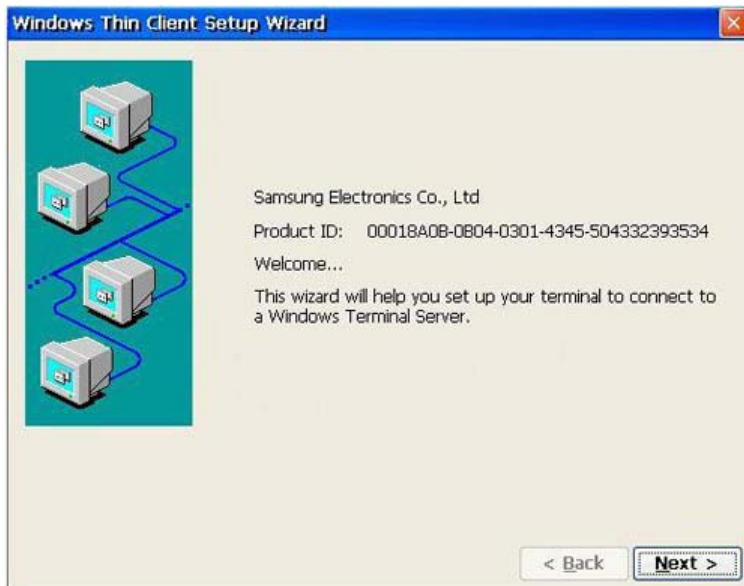 Windows Thin Client Setup Wizard
Samsung Electronics Co., Ltd
Product ID: 00018A0B-0B04-0301-4345-504332393534
Welcome...
This wizard will help you set up your terminal to connect to
a Windows Terminal Server.
< Back Next >